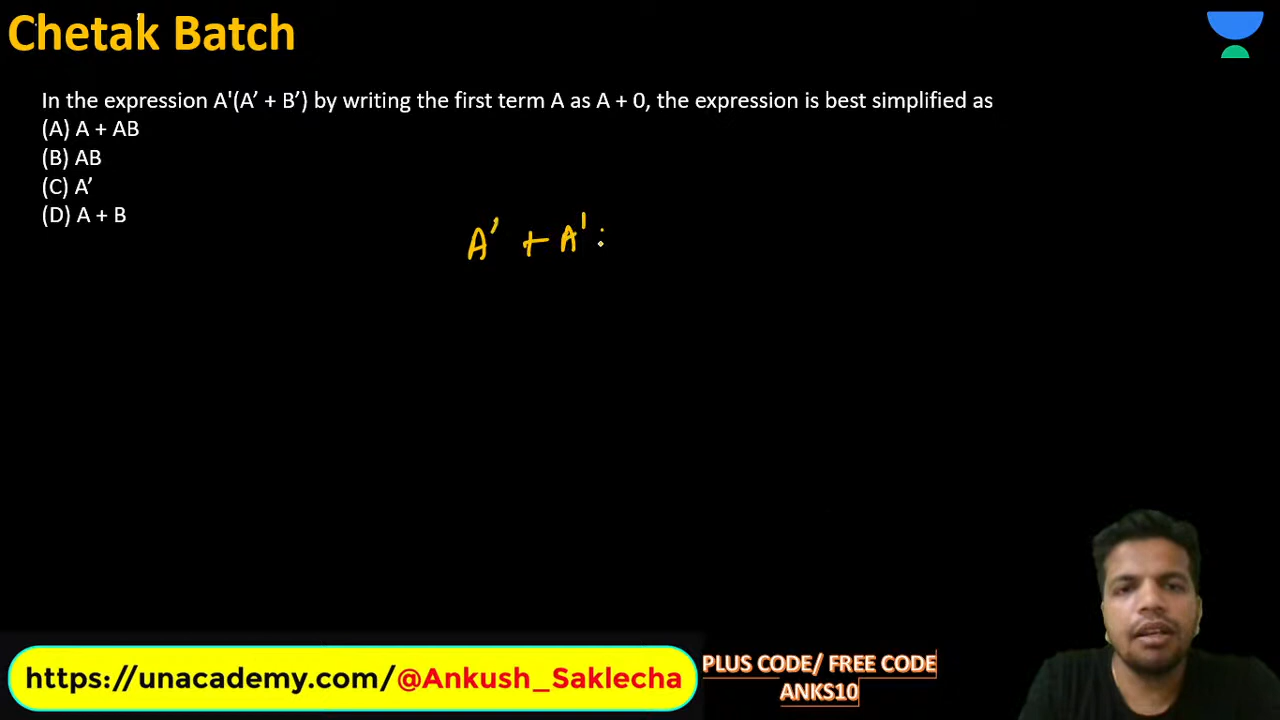 Chetak Batch
In the expression A'(A’ + B’) by writing the first term A as A + 0, the expression is best simplified as
(A) A + AB
(B) AB
(C) A’
(D) A + B
A' + A'
https://unacademy.com/@Ankush_Saklecha
PLUS CODE/ FREE CODE
ANKS10